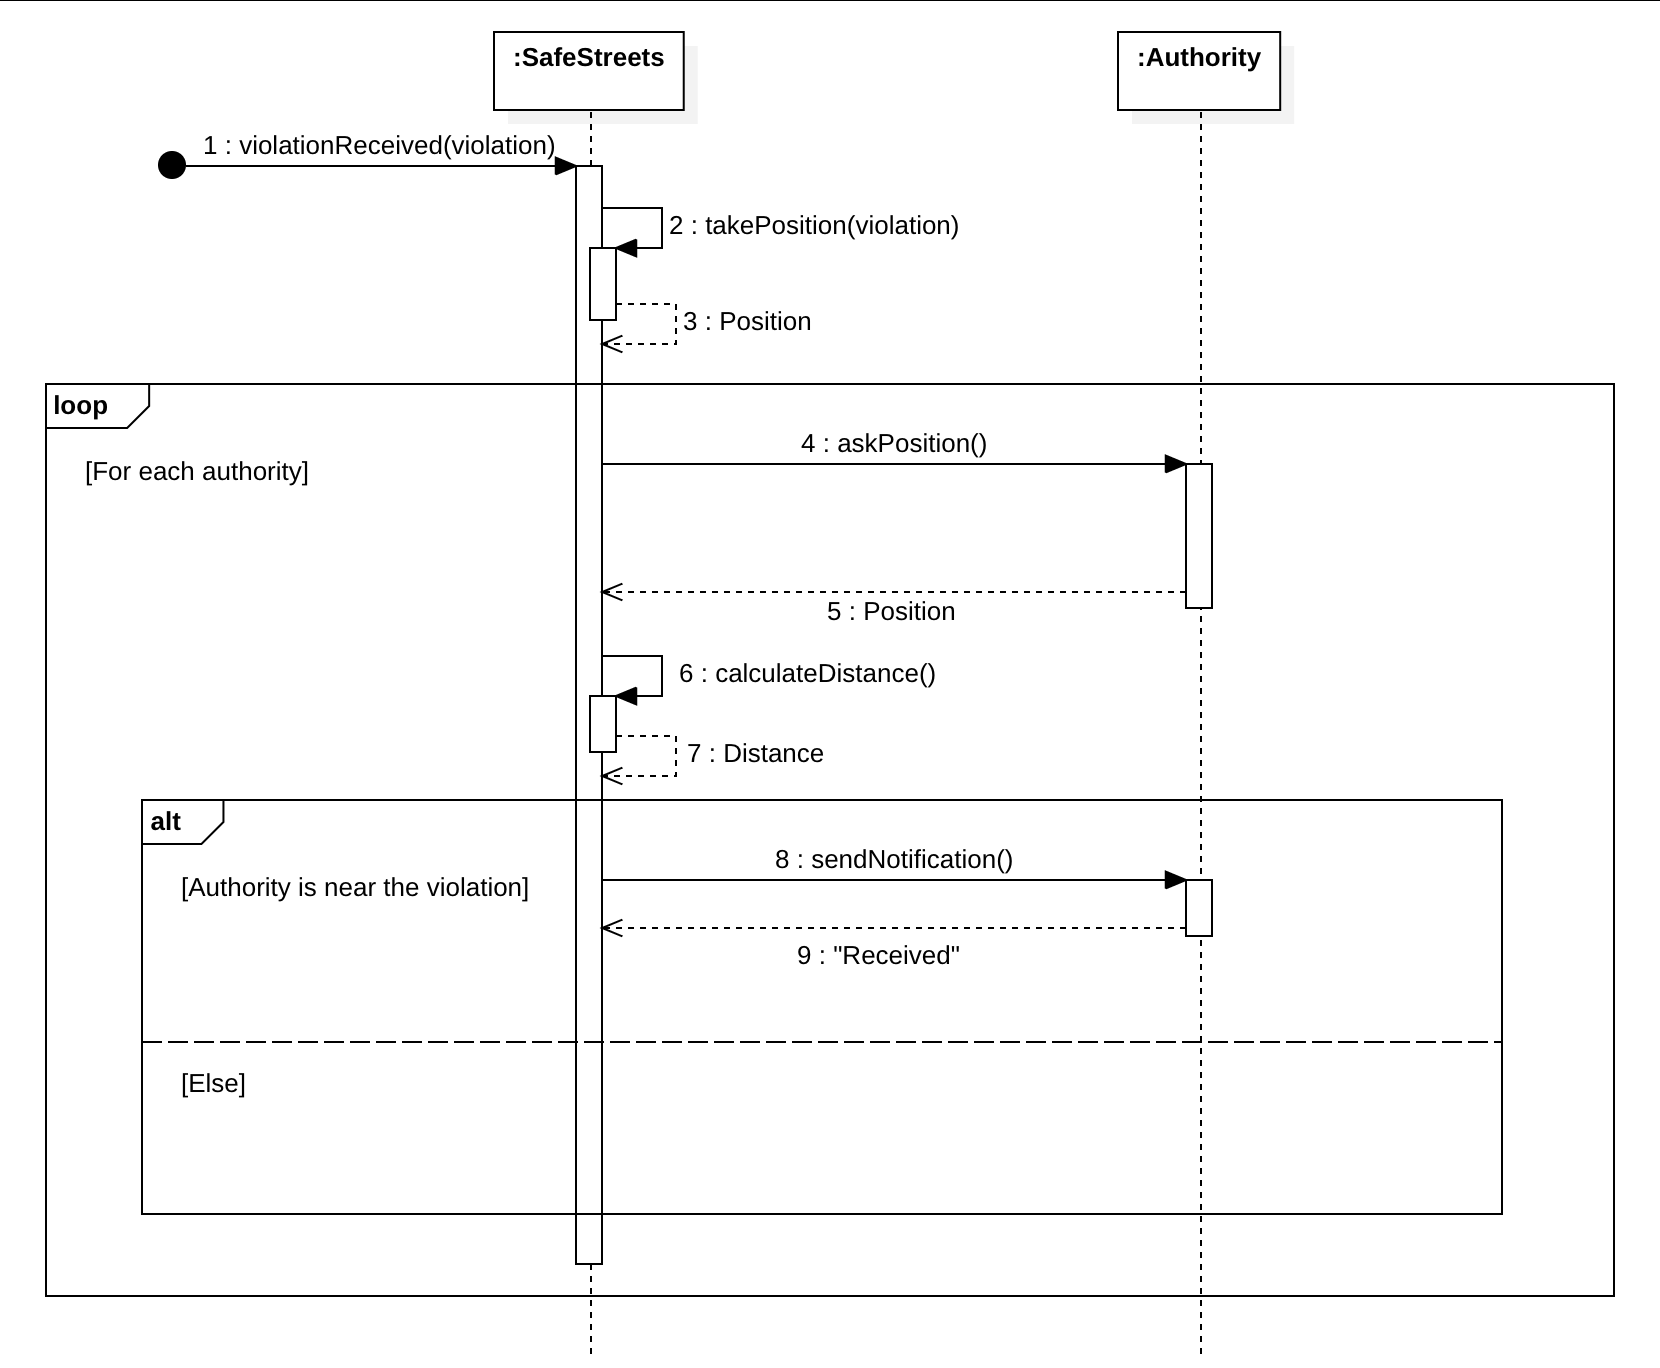 :SafeStreets
:Authority
1 : violationReceived(violation)
2 : takePosition(violation)
3 : Position
loop
4 : askPosition()
[For each authority]
5 : Position
6 : calculateDistance()
7 : Distance
alt
8 : sendNotification()
[Authority is near the violation]
9 : "Received"
[Else]